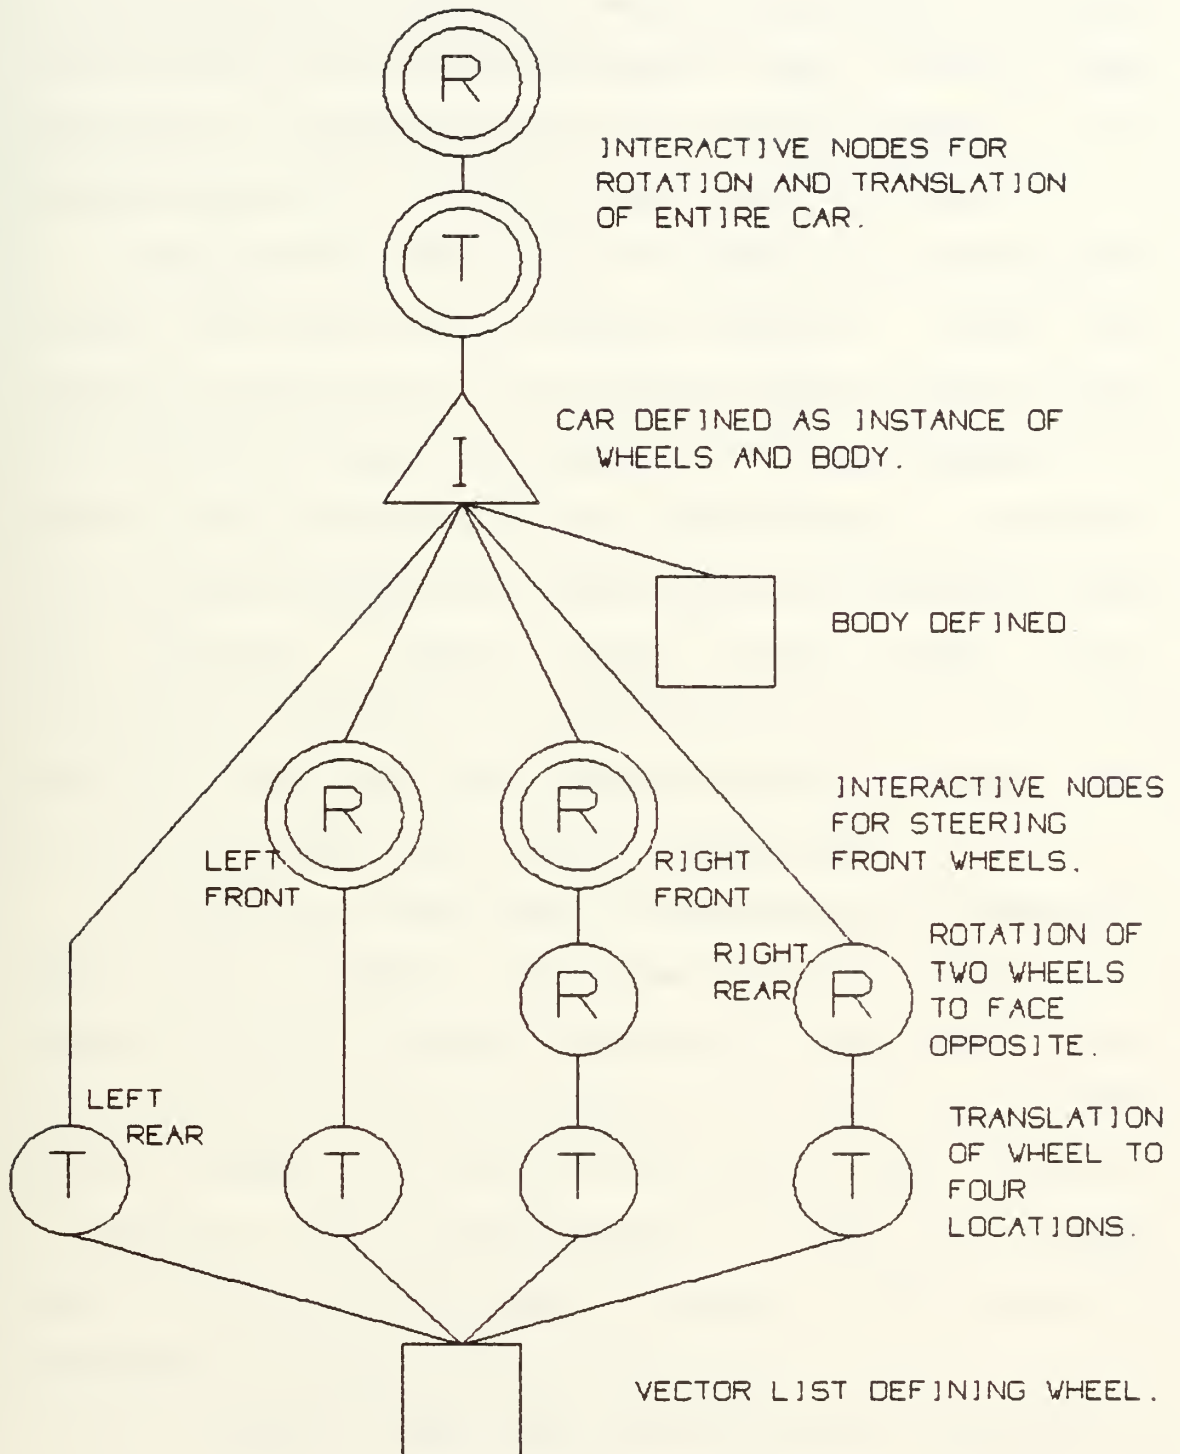 R
INTERACTIVE NODES FOR
ROTATION AND TRANSLATION
OF ENTIRE CAR.
T
CAR DEFINED AS INSTANCE OF
WHEELS AND BODY.
I
BODY DEFINED
R
R
INTERACTIVE NODES
FOR STEERING
FRONT WHEELS.
LEFT
FRONT
RIGHT
FRONT
R
RIGHT
REAR
R
ROTATION OF
TWO WHEELS
TO FACE
OPPOSITE.
LEFT
REAR
T
T
T
T
TRANSLATION
OF WHEEL TO
FOUR
LOCATIONS.
VECTOR LIST DEFINING WHEEL.